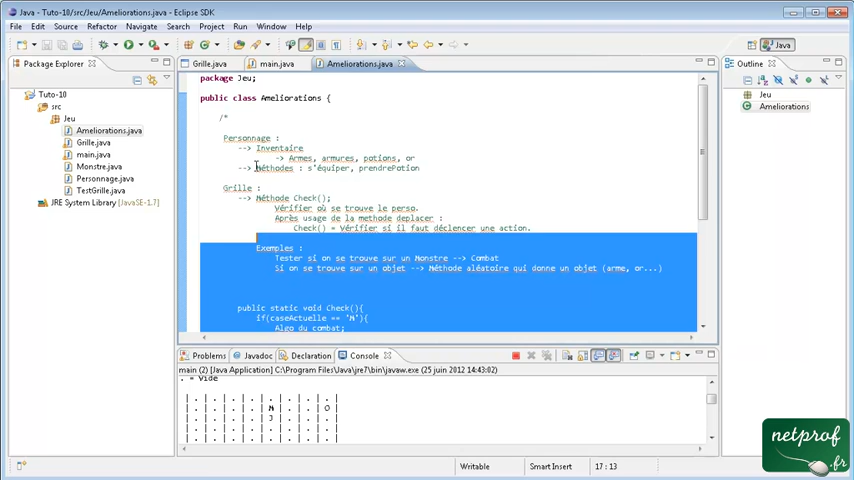 Java - Tuto-10/src/Jeu/Ameliorations.java - Eclipse SDK
File Edit Source Refactor Navigate Search Project Run Window Help
Java
Package Explorer
Grille.java main.java Ameliorations.java
Outline
Tuto-10
src
Jeu
Ameliorations.java
Grille.java
main.java
Monstre.java
Personnage.java
TestGrille.java
JRE System Library [JavaSE-1.7]
package Jeu;
public class Ameliorations {
/*
Personnage :
--> Inventaire
-> Armes, armures, potions, or
--> Méthodes : s'équiper, prendrePotion
Grille :
--> Méthode Check();
Vérifier où se trouve le perso.
Après usage de la methode deplacer :
Check() = Vérifier si il faut déclencer une action.
Exemples :
Tester si on se trouve sur un Monstre --> Combat
Si on se trouve sur un objet --> Méthode aléatoire qui donne un objet (arme, or...)
public static void Check(){
if(caseActuelle == 'M'){
Algo du combat;
Jeu
Ameliorations
Problems Javadoc Declaration Console
main (2) [Java Application] C:\Program Files\Java\jre7\bin\javaw.exe (25 juin 2012 14:43:02)
. = Vide
| . | . | . | . | . | . | . | . |
| . | . | . | . | M | . | . | O |
| . | . | . | . | J | . | . | . |
| . | . | . | . | . | . | . | . |
Writable Smart Insert 17 : 13
netprof
.fr